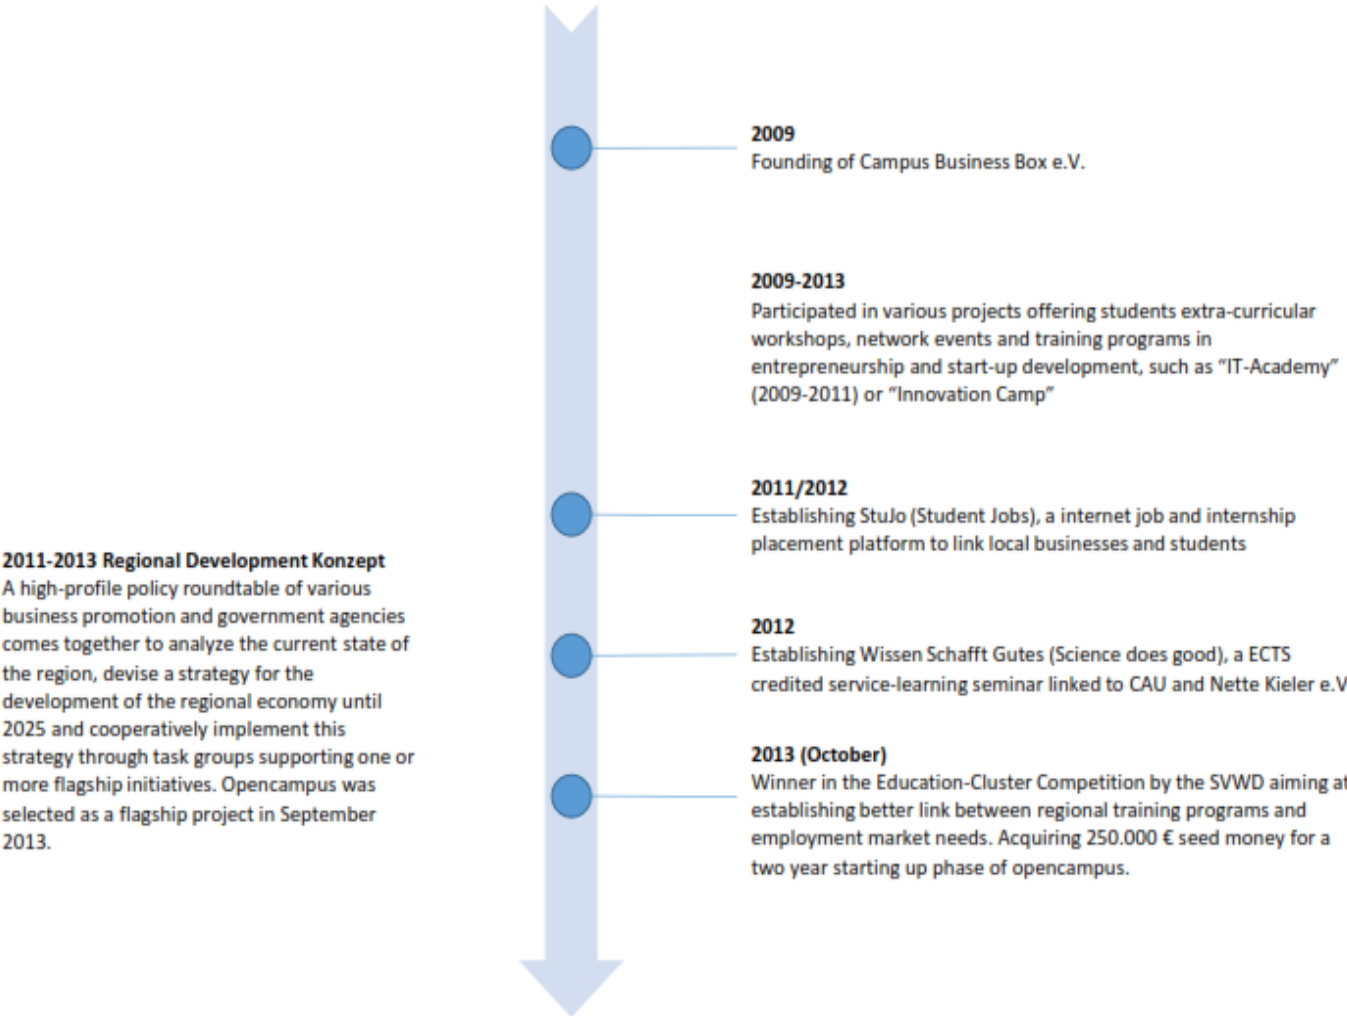 2009
Founding of Campus Business Box e.V.
2009-2013
Participated in various projects offering students extra-curricular
workshops, network events and training programs in
entrepreneurship and start-up development, such as “IT-Academy”
(2009-2011) or “Innovation Camp”
2011/2012
Establishing StuJo (Student Jobs), a internet job and internship
placement platform to link local businesses and students
2011-2013 Regional Development Konzept
A high-profile policy roundtable of various
business promotion and government agencies
comes together to analyze the current state of
the region, devise a strategy for the
development of the regional economy until
2025 and cooperatively implement this
strategy through task groups supporting one or
more flagship initiatives. Opencampus was
selected as a flagship project in September
2013.
2012
Establishing Wissen Schafft Gutes (Science does good), a ECTS
credited service-learning seminar linked to CAU and Nette Kieler e.V
2013 (October)
Winner in the Education-Cluster Competition by the SVWD aiming at
establishing better link between regional training programs and
employment market needs. Acquiring 250.000 € seed money for a
two year starting up phase of opencampus.